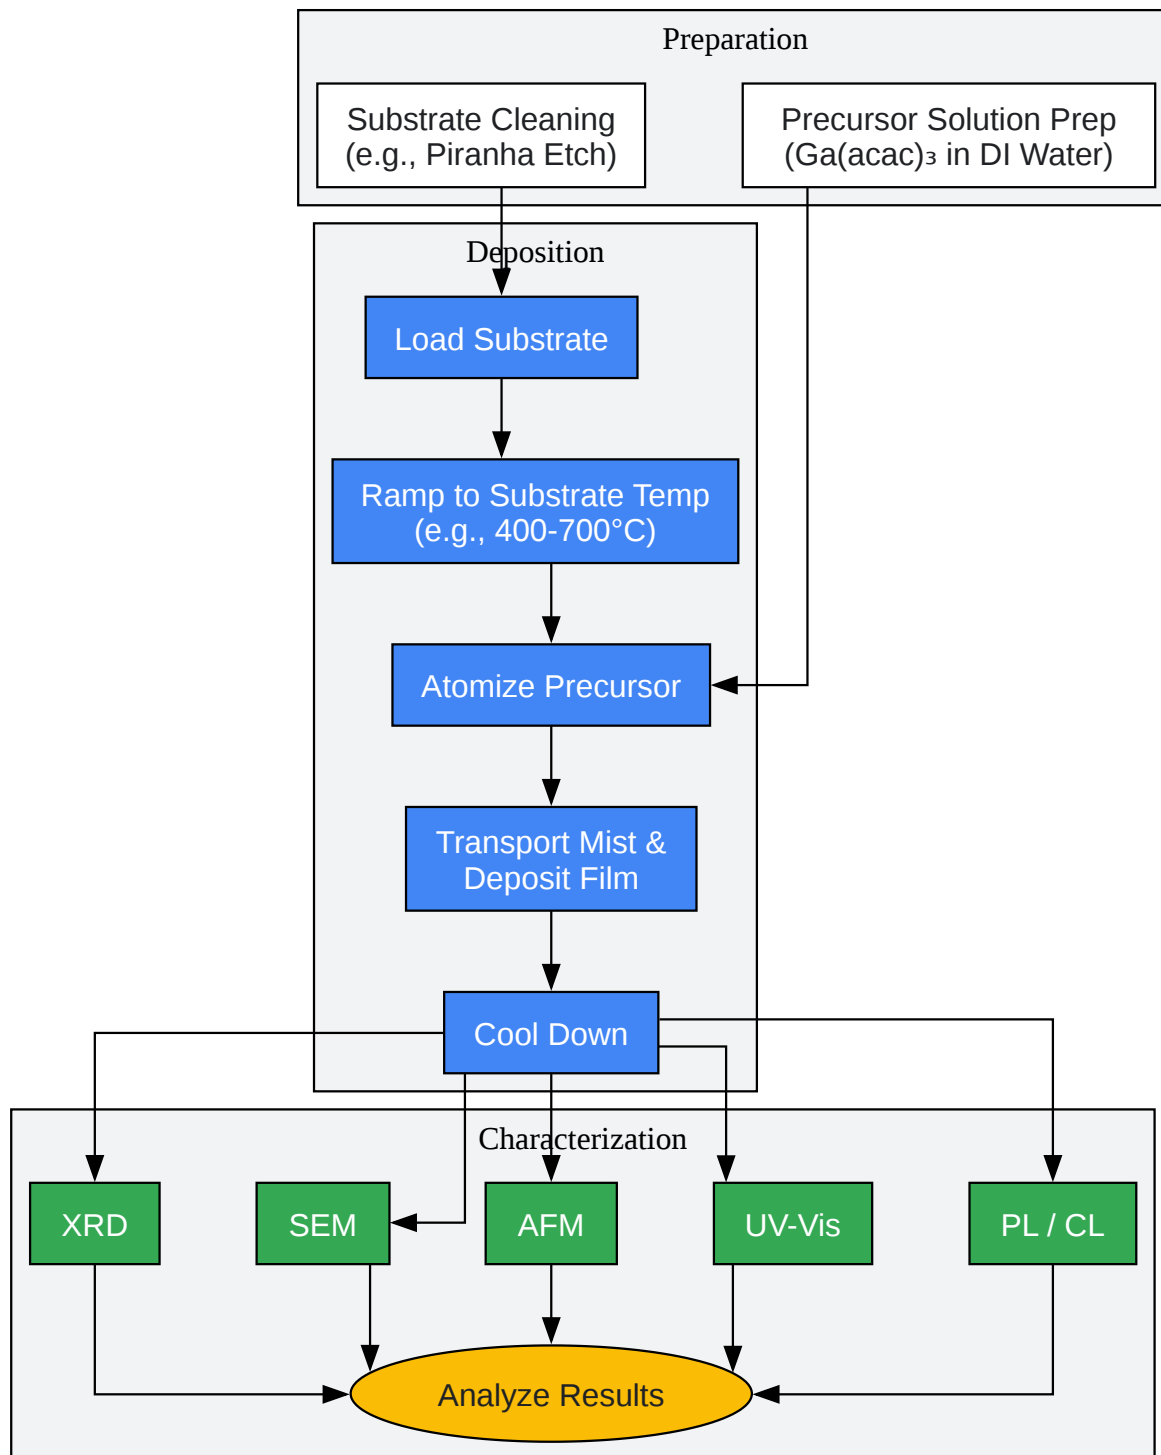 Preparation
Substrate Cleaning
(e.g., Piranha Etch)
Precursor Solution Prep
(Ga(acac)₃ in DI Water)
Deposition
Load Substrate
Ramp to Substrate Temp
(e.g., 400-700°C)
Atomize Precursor
Transport Mist &
Deposit Film
Cool Down
Characterization
XRD
SEM
AFM
UV-Vis
PL / CL
Analyze Results